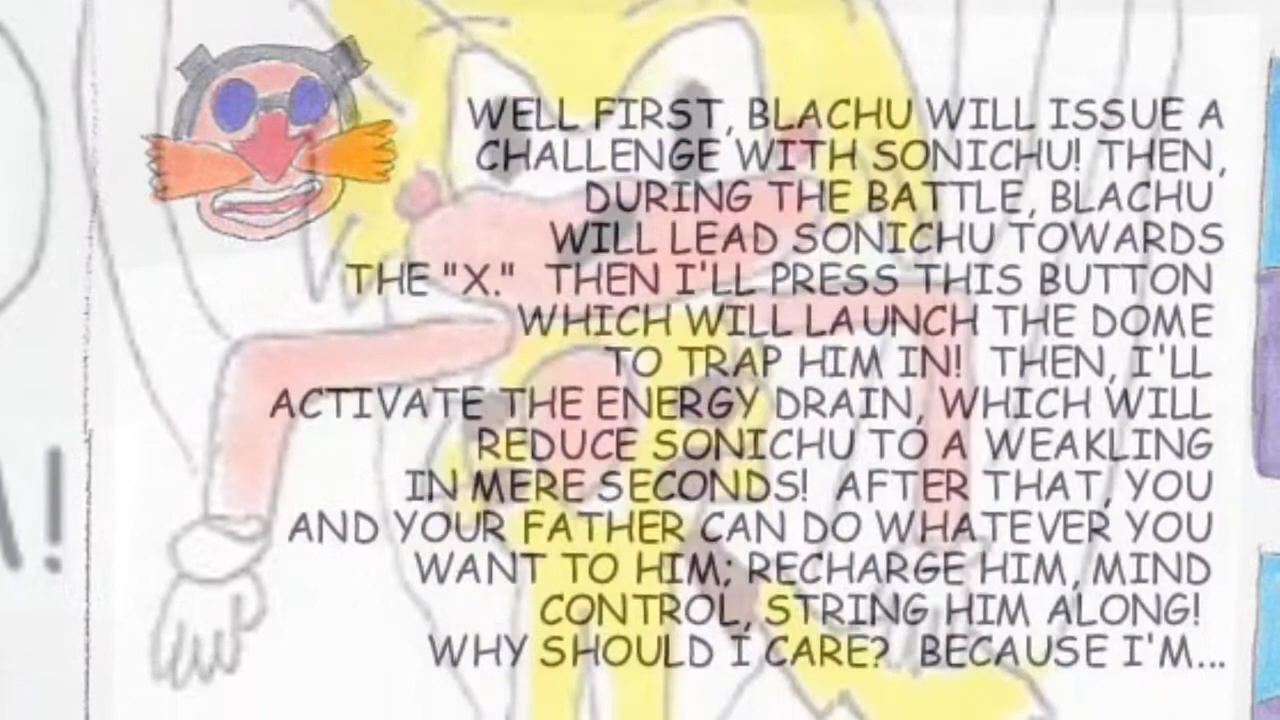 WELL FIRST, BLACHU WILL ISSUE A
CHALLENGE WITH SONICHU! THEN,
DURING THE BATTLE, BLACHU
WILL LEAD SONICHU TOWARDS
THE "X." THEN I'LL PRESS THIS BUTTON
WHICH WILL LAUNCH THE DOME
TO TRAP HIM IN! THEN, I'LL
ACTIVATE THE ENERGY DRAIN, WHICH WILL
REDUCE SONICHU TO A WEAKLING
IN MERE SECONDS! AFTER THAT, YOU
AND YOUR FATHER CAN DO WHATEVER YOU
WANT TO HIM; RECHARGE HIM, MIND
CONTROL, STRING HIM ALONG!
WHY SHOULD I CARE? BECAUSE I'M...